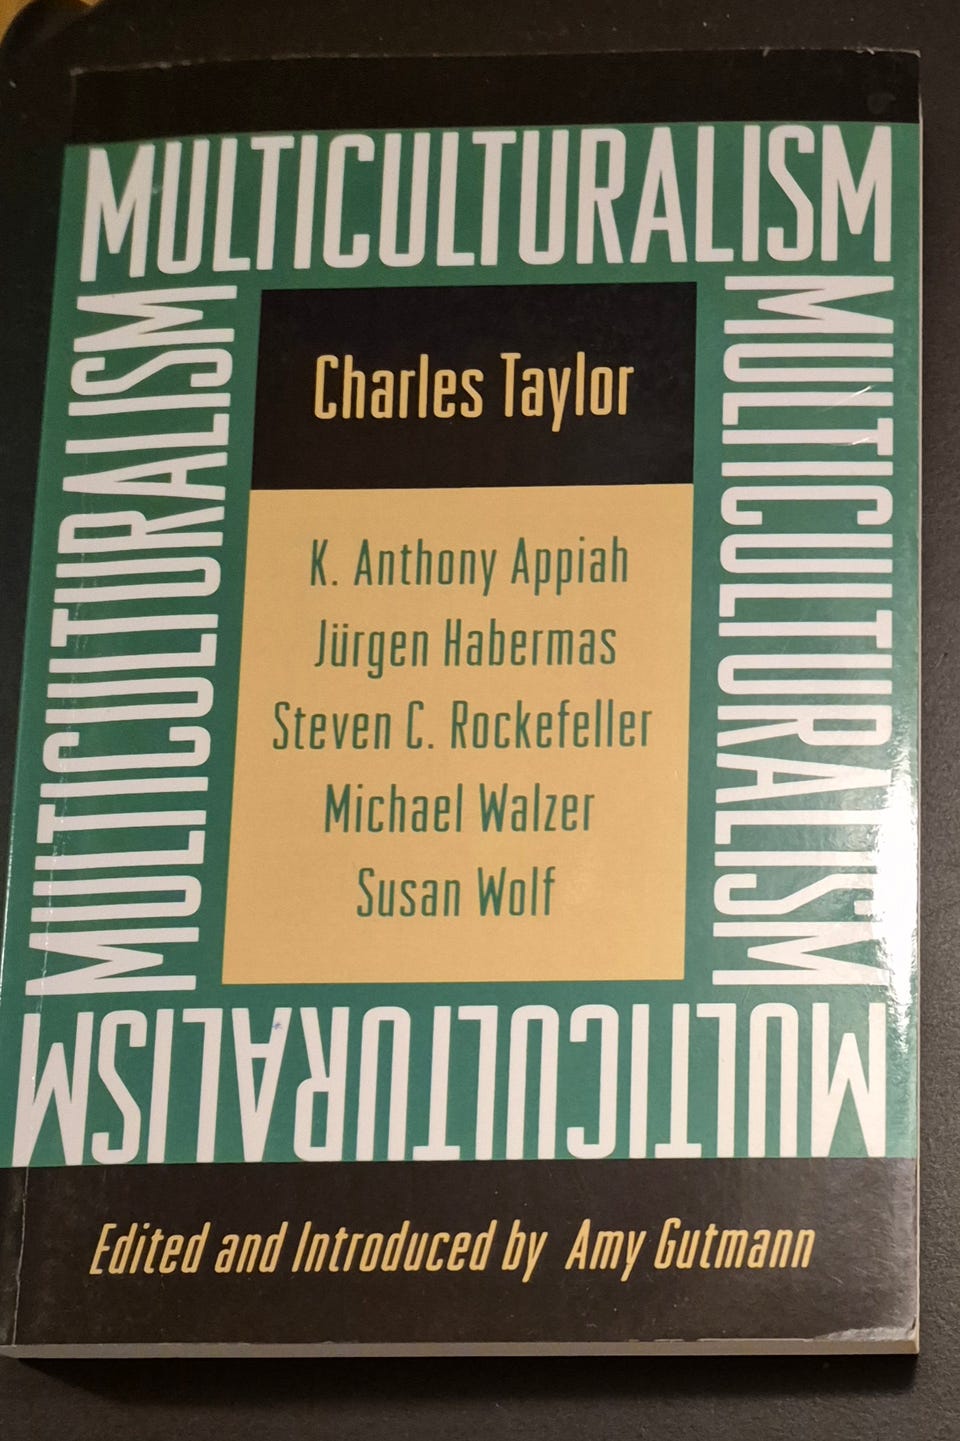 MULTICULTURALISM
MULTICULTURALISM
MULTICULTURALISM
Charles Taylor
K. Anthony Appiah
Jürgen Habermas
Steven C. Rockefeller
Michael Walzer
Susan Wolf
MULTICULTURALISM
Edited and Introduced by Amy Gutmann